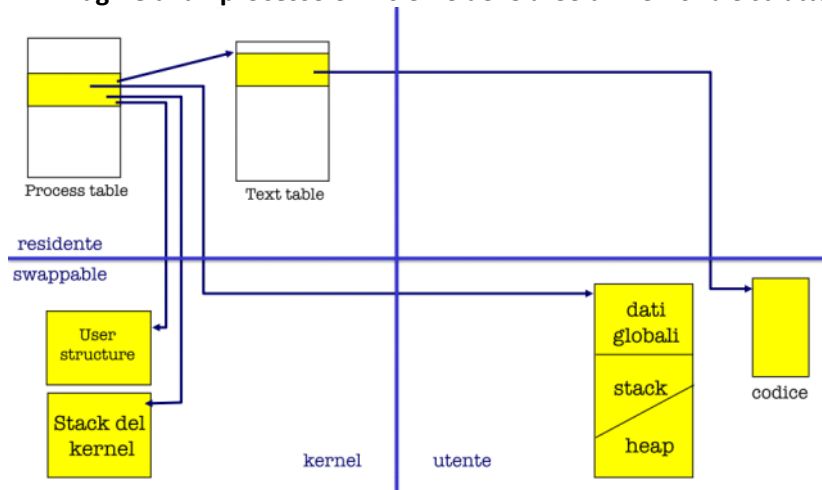 Process table
Text table
residente
swappable
User
structure
Stack del
kernel
dati
globali
stack
heap
codice
kernel
utente